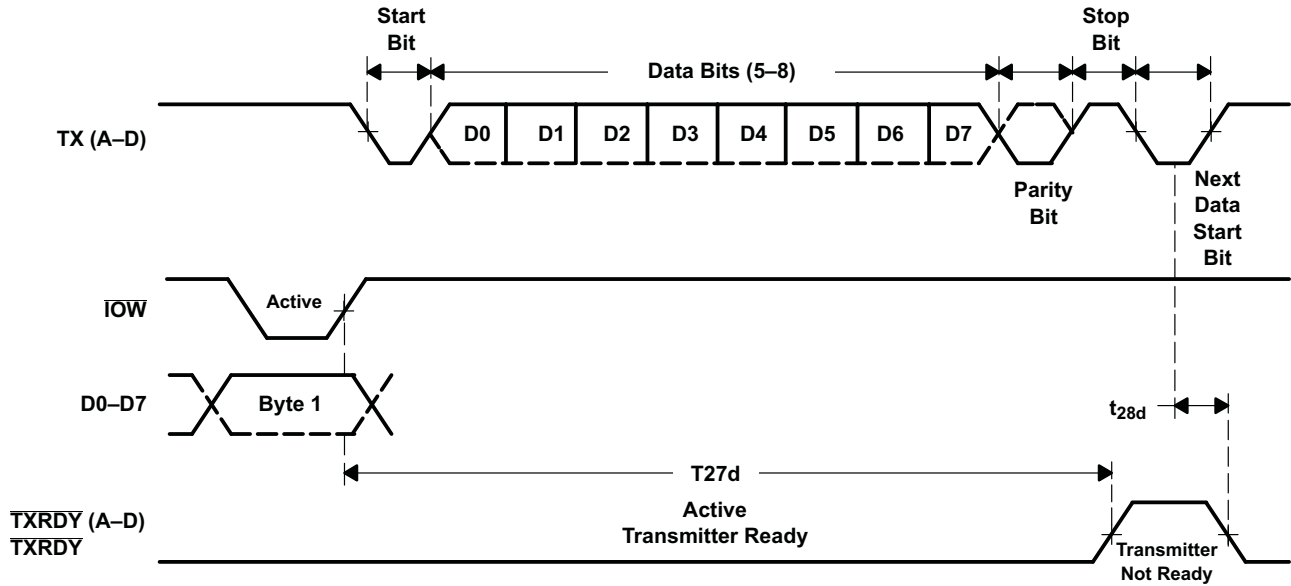 Start
Bit
Stop
Bit
Data Bits (5–8)
TX (A–D)
D0 D1 D2 D3 D4 D5 D6 D7
Parity
Bit
Next
Data
Start
Bit
IOW
Active
D0–D7
Byte 1
t28d
T27d
Active
Transmitter Ready
TXRDY (A–D)
TXRDY
Transmitter
Not Ready